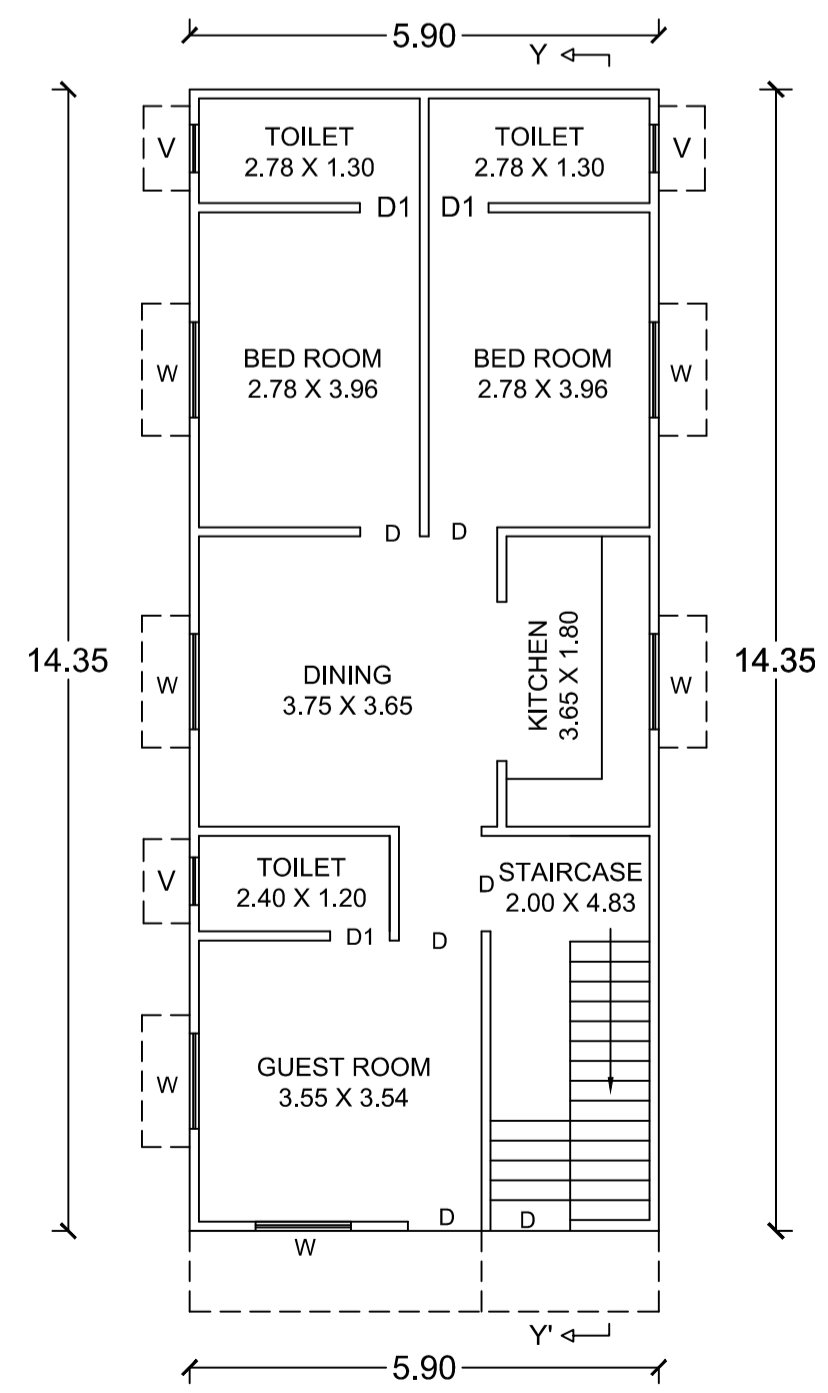 5.90
Y
V
TOILET
2.78 X 1.30
TOILET
2.78 X 1.30
V
D1
D1
W
BED ROOM
2.78 X 3.96
BED ROOM
2.78 X 3.96
W
D
D
14.35
W
DINING
3.75 X 3.65
KITCHEN
3.65 X 1.80
W
14.35
V
TOILET
2.40 X 1.20
D
STAIRCASE
2.00 X 4.83
D1
D
W
GUEST ROOM
3.55 X 3.54
D
D
W
Y'
5.90